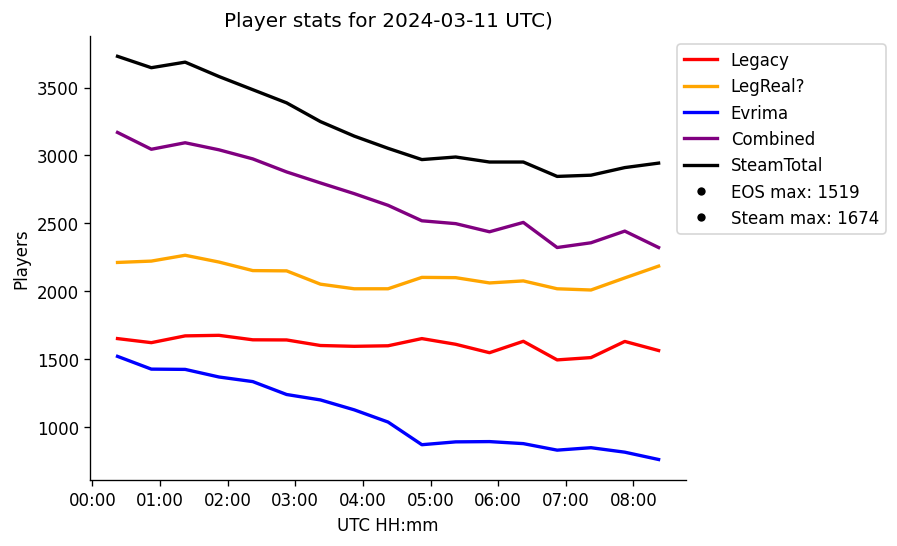 Player stats for 2024-03-11 UTC)
Legacy
LegReal?
Evrima
Combined
SteamTotal
EOS max: 1519
Steam max: 1674
Players
3500
3000
2500
2000
1500
1000
00:00 01:00 02:00 03:00 04:00 05:00 06:00 07:00 08:00
UTC HH:mm